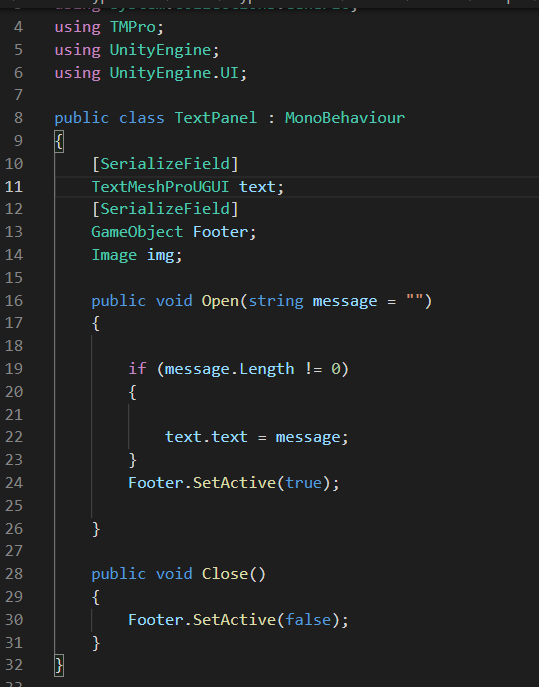 4 using TMPro;
5 using UnityEngine;
6 using UnityEngine.UI;
7
8 public class TextPanel : MonoBehaviour
9 {
10 [SerializeField]
11 TextMeshProUGUI text;
12 [SerializeField]
13 GameObject Footer;
14 Image img;
15
16 public void Open(string message = "")
17 {
18
19 if (message.Length != 0)
20 {
21
22 text.text = message;
23 }
24 Footer.SetActive(true);
25
26 }
27
28 public void Close()
29 {
30 Footer.SetActive(false);
31 }
32 }